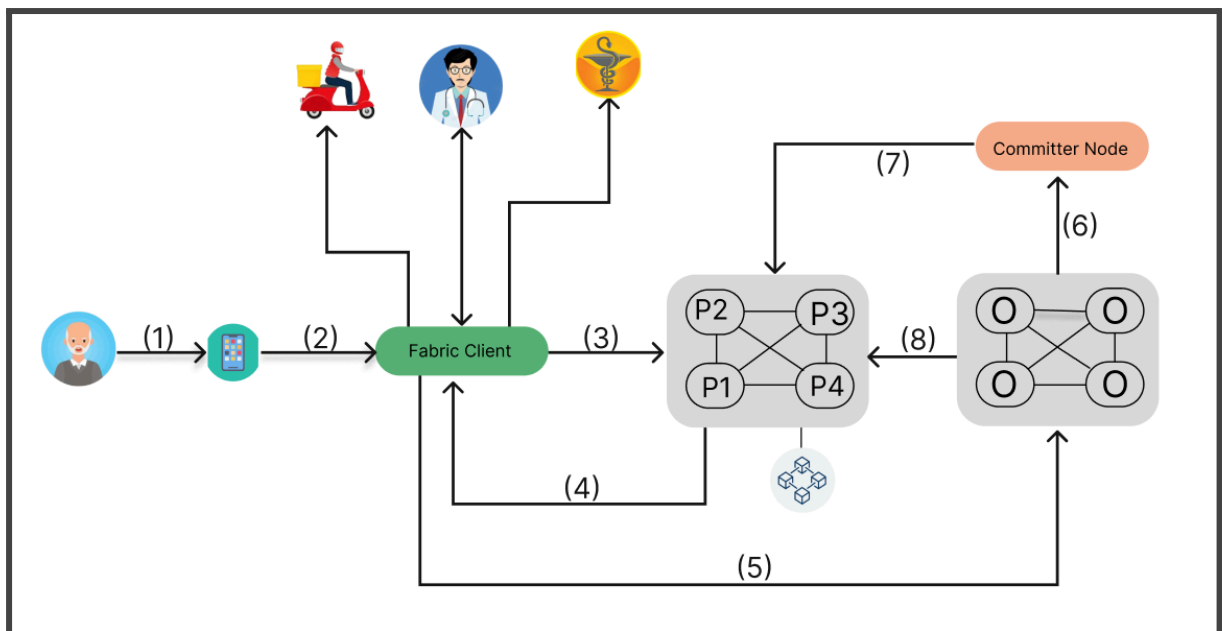 Committer Node
(7)
(6)
P2
P3
O
O
(1)
(2)
Fabric Client
(3)
(8)
P1
P4
O
O
(4)
(5)